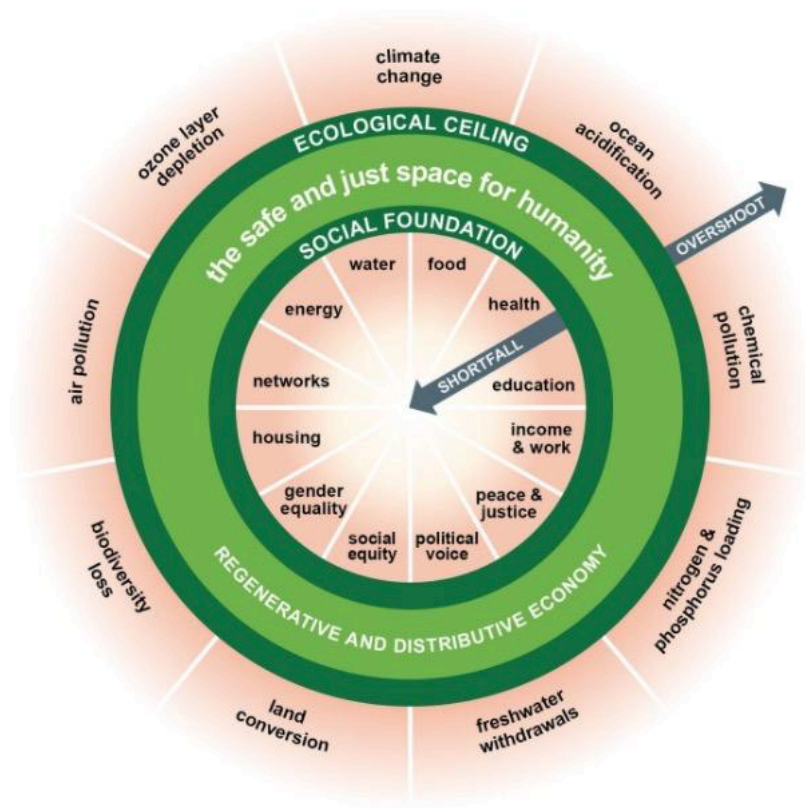 climate
change
ocean
acidification
chemical
pollution
nitrogen &
phosphorus loading
freshwater
withdrawals
land
conversion
biodiversity
loss
air pollution
ozone layer
depletion
OVERSHOOT
ECOLOGICAL CEILING
the safe and just space for humanity
SOCIAL FOUNDATION
water
food
health
SHORTFALL
education
income
& work
peace &
justice
political
voice
social
equity
gender
equality
housing
networks
energy
REGENERATIVE AND DISTRIBUTIVE ECONOMY